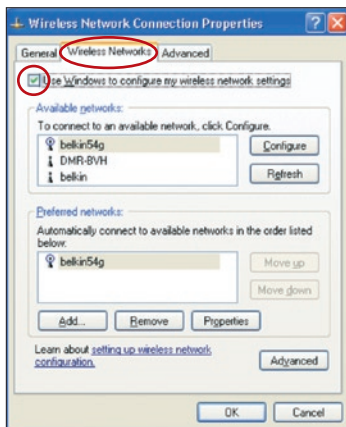 Wireless Network Connection Properties
General Wireless Networks Advanced
Use Windows to configure my wireless network settings
Available networks:
To connect to an available network, click Configure.
belkin54g
DMR-BVH
belkin
Configure
Refresh
Preferred networks:
Automatically connect to available networks in the order listed
below:
belkin54g
Move up
Move down
Add... Remove Properties
Learn about setting up wireless network
configuration.
Advanced
OK Cancel